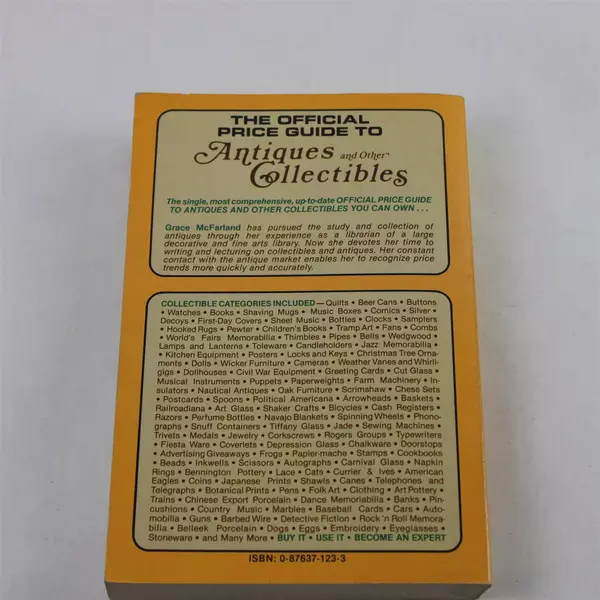 THE OFFICIAL
PRICE GUIDE TO
Antiques and Other
Collectibles
The single, most comprehensive, up-to-date OFFICIAL PRICE GUIDE
TO ANTIQUES AND OTHER COLLECTIBLES YOU CAN OWN . . .
Grace McFarland has pursued the study and collection of
antiques through her experience as a librarian of a large
decorative and fine arts library. Now she devotes her time to
writing and lecturing on collectibles and antiques. Her constant
contact with the antique market enables her to recognize price
trends more quickly and accurately.
COLLECTIBLE CATEGORIES INCLUDED — Quilts • Beer Cans • Buttons
• Watches • Books • Shaving Mugs • Music Boxes • Comics • Silver •
Decoys • First-Day Covers • Sheet Music • Bottles • Clocks • Samplers
• Hooked Rugs • Pewter • Children's Books • Tramp Art • Fans • Combs
• World's Fairs Memorabilia • Thimbles • Pipes • Bells • Wedgwood •
Lamps and Lanterns • Toleware • Candleholders • Jazz Memorabilia •
• Kitchen Equipment • Posters • Locks and Keys • Christmas Tree Orna-
ments • Dolls • Wicker Furniture • Cameras • Weather Vanes and Whirli-
gigs • Dollhouses • Civil War Equipment • Greeting Cards • Cut Glass •
Musical Instruments • Puppets • Paperweights • Farm Machinery • In-
sulators • Nautical Antiques • Oak Furniture • Scrimshaw • Chess Sets
• Postcards • Spoons • Political Americana • Arrowheads • Baskets •
Railroadiana • Art Glass • Shaker Crafts • Bicycles • Cash Registers •
Razors • Perfume Bottles • Navajo Blankets • Spinning Wheels • Phono-
graphs • Snuff Containers • Tiffany Glass • Jade • Sewing Machines •
Trivets • Medals • Jewelry • Corkscrews • Rogers Groups • Typewriters
• Fiesta Ware • Coverlets • Depression Glass • Chalkware • Doorstops
• Advertising Giveaways • Frogs • Papier-mache • Stamps • Cookbooks
• Beads • Inkwells • Scissors • Autographs • Carnival Glass • Napkin
Rings • Bennington Pottery • Lace • Cats • Currier & Ives • American
Eagles • Coins • Japanese Prints • Shawls • Canes • Telephones and
Telegraphs • Botanical Prints • Pens • Folk Art • Clothing • Art Pottery •
Trains • Chinese Export Porcelain • Dance Memoriabilia • Banks • Pin-
cushions • Country Music • Marbles • Baseball Cards • Cars • Auto-
mobilia • Guns • Barbed Wire • Detective Fiction • Rock 'n Roll Memora-
bilia • Belleek Porcelain • Dogs • Eggs • Embroidery • Eyeglasses •
Stoneware • and Many More • BUY IT • USE IT • BECOME AN EXPERT
ISBN: 0-87637-123-3